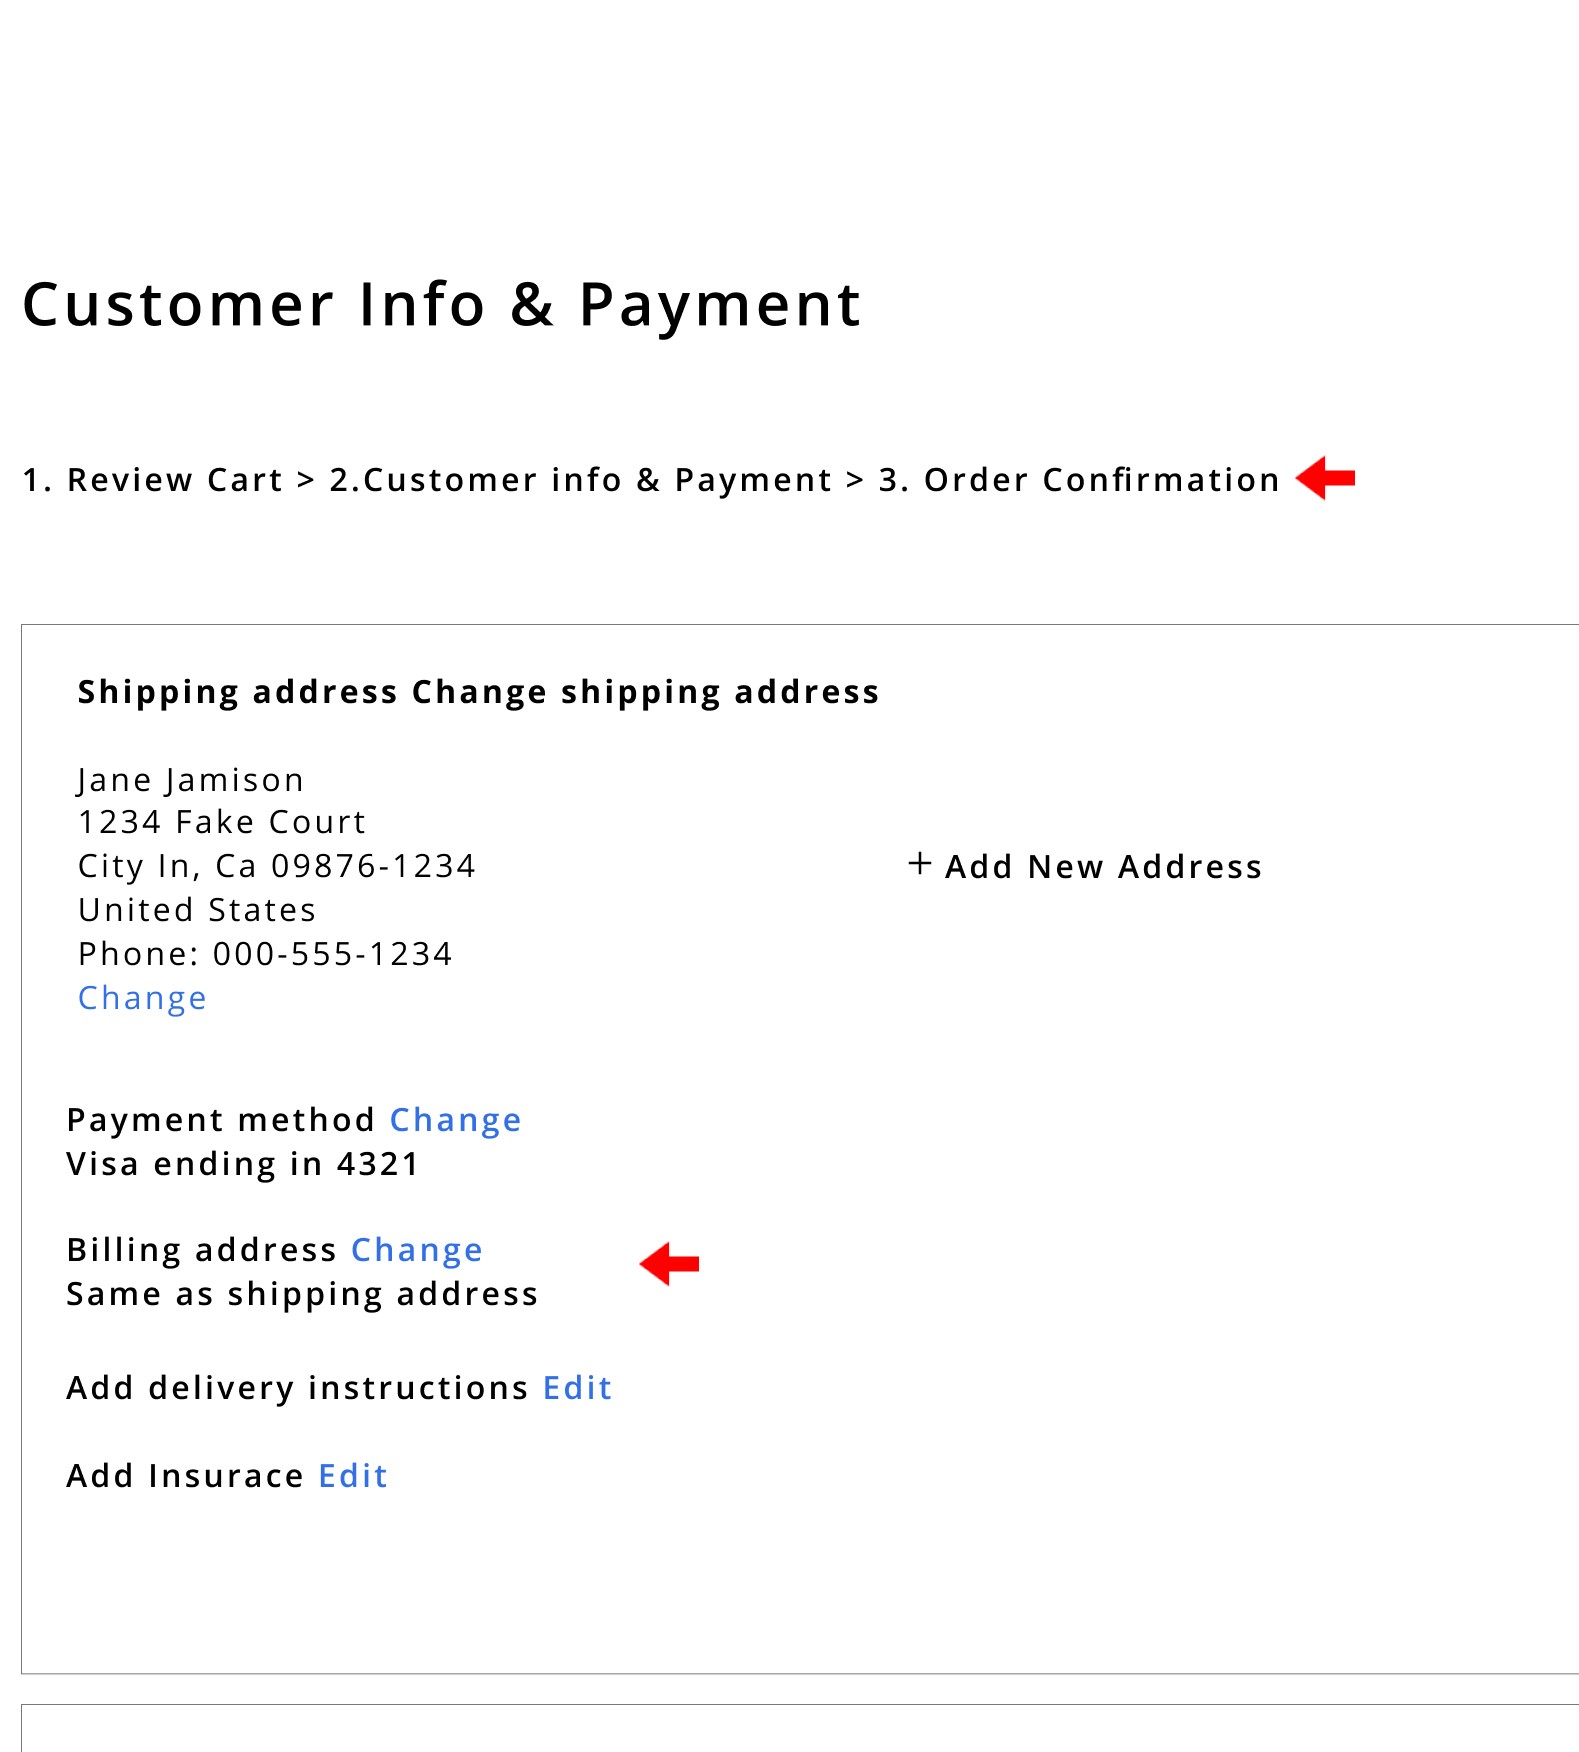 Customer Info & Payment
1. Review Cart > 2.Customer info & Payment > 3. Order Confirmation
Shipping address Change shipping address
Jane Jamison
1234 Fake Court
City In, Ca 09876-1234
United States
Phone: 000-555-1234
Change
+ Add New Address
Payment method Change
Visa ending in 4321
Billing address Change
Same as shipping address
Add delivery instructions Edit
Add Insurace Edit